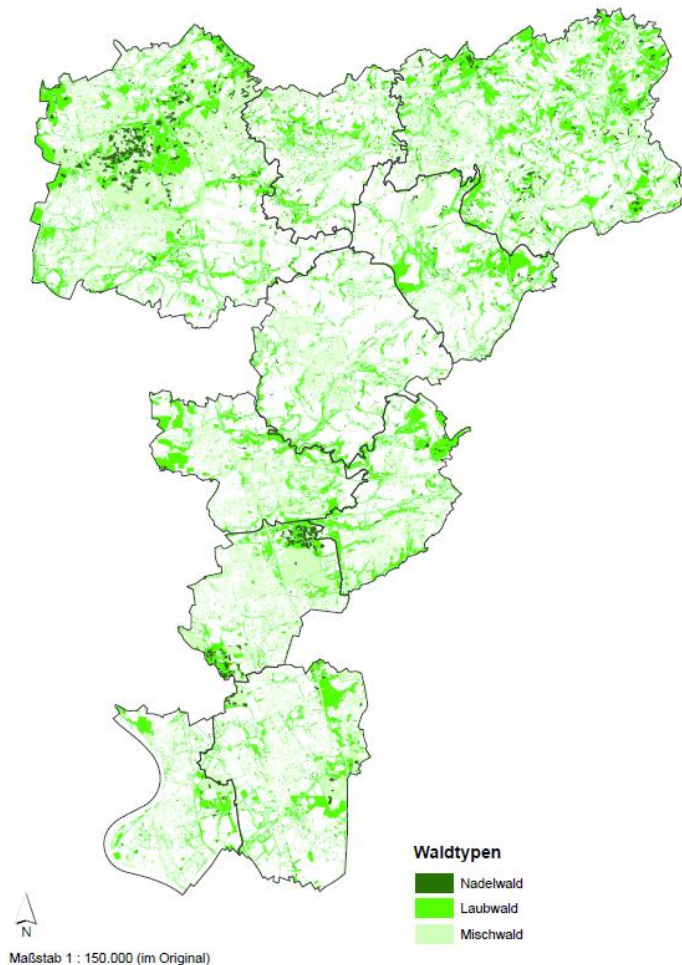 Waldtypen
Nadelwald
Laubwald
Mischwald
N
Maßstab 1 : 150.000 (im Original)